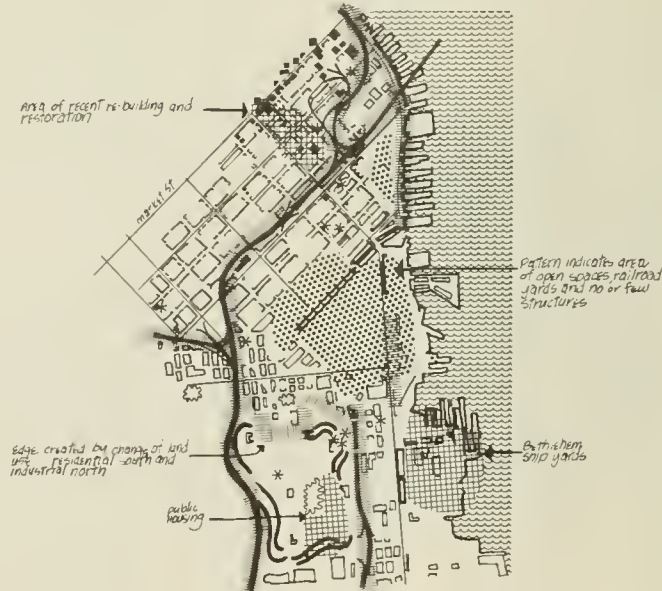 Area of recent re-building and
restoration
market St
Pattern indicates area
of open spaces, railroad
yards and no or few
structures
Edge created by change of land
use residential south and
industrial north
Bethlehem
ship yards
public
housing